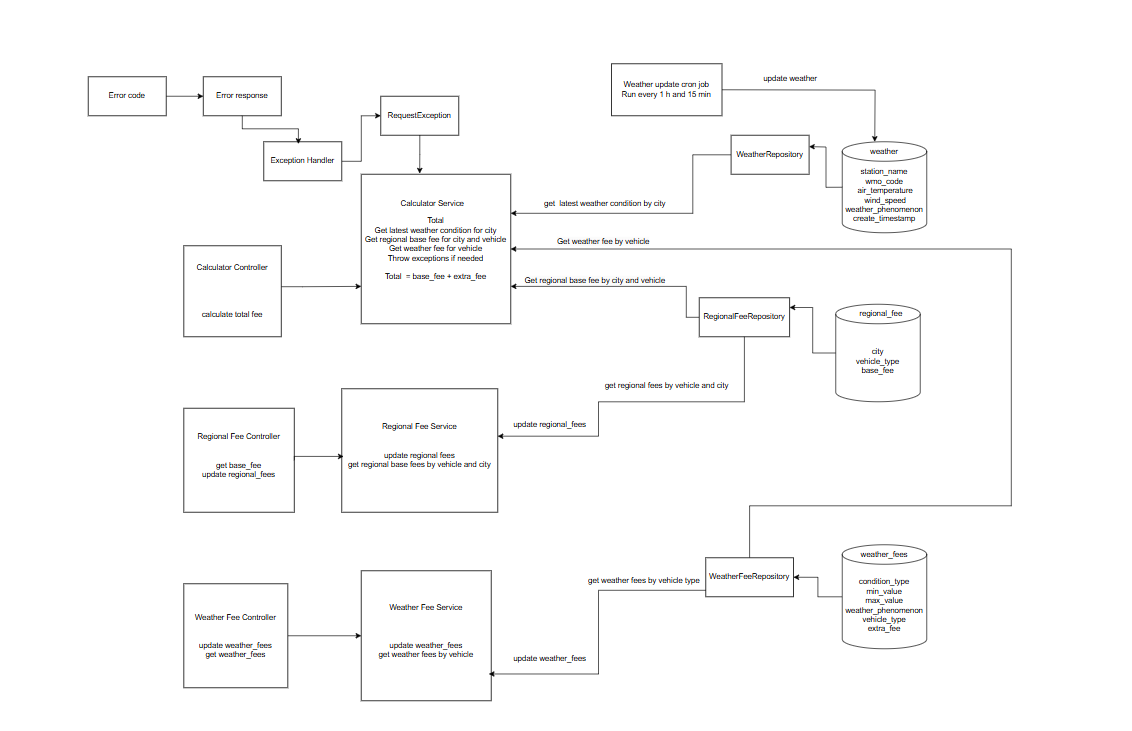 Error code
Error response
Exception Handler
RequestException
Weather update cron job
Run every 1 h and 15 min
update weather
WeatherRepository
weather
station_name
wmo_code
air_temperature
wind_speed
weather_phenomenon
create_timestamp
Calculator Service
Total
Get latest weather condition for city
Get regional base fee for city and vehicle
Get weather fee for vehicle
Throw exceptions if needed
Total = base_fee + extra_fee
get latest weather condition by city
Get weather fee by vehicle
Get regional base fee by city and vehicle
Calculator Controller
calculate total fee
RegionalFeeRepository
regional_fee
city
vehicle_type
base_fee
get regional fees by vehicle and city
update regional_fees
Regional Fee Controller
get base_fee
update regional_fees
Regional Fee Service
update regional fees
get regional base fees by vehicle and city
WeatherFeeRepository
weather_fees
condition_type
min_value
max_value
weather_phenomenon
vehicle_type
extra_fee
get weather fees by vehicle type
update weather_fees
Weather Fee Controller
update weather_fees
get weather_fees
Weather Fee Service
update weather_fees
get weather fees by vehicle